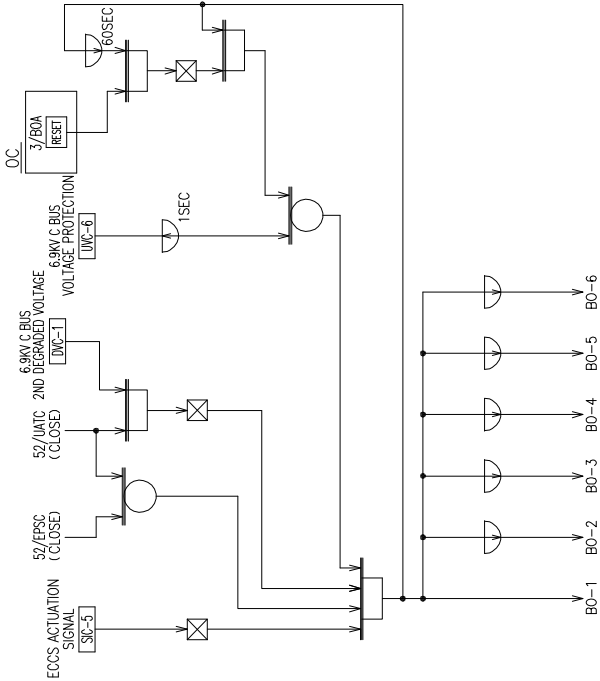 OC
3/BOA
RESET
60SEC
6.9KV C BUS
VOLTAGE PROTECTION
UVC-6
1SEC
6.9KV C BUS
2ND DEGRADED VOLTAGE
DVC-1
52/UATC
(CLOSE)
52/EPSC
(CLOSE)
ECCS ACTUATION
SIGNAL
SIC-5
BO-1
BO-2
BO-3
BO-4
BO-5
BO-6